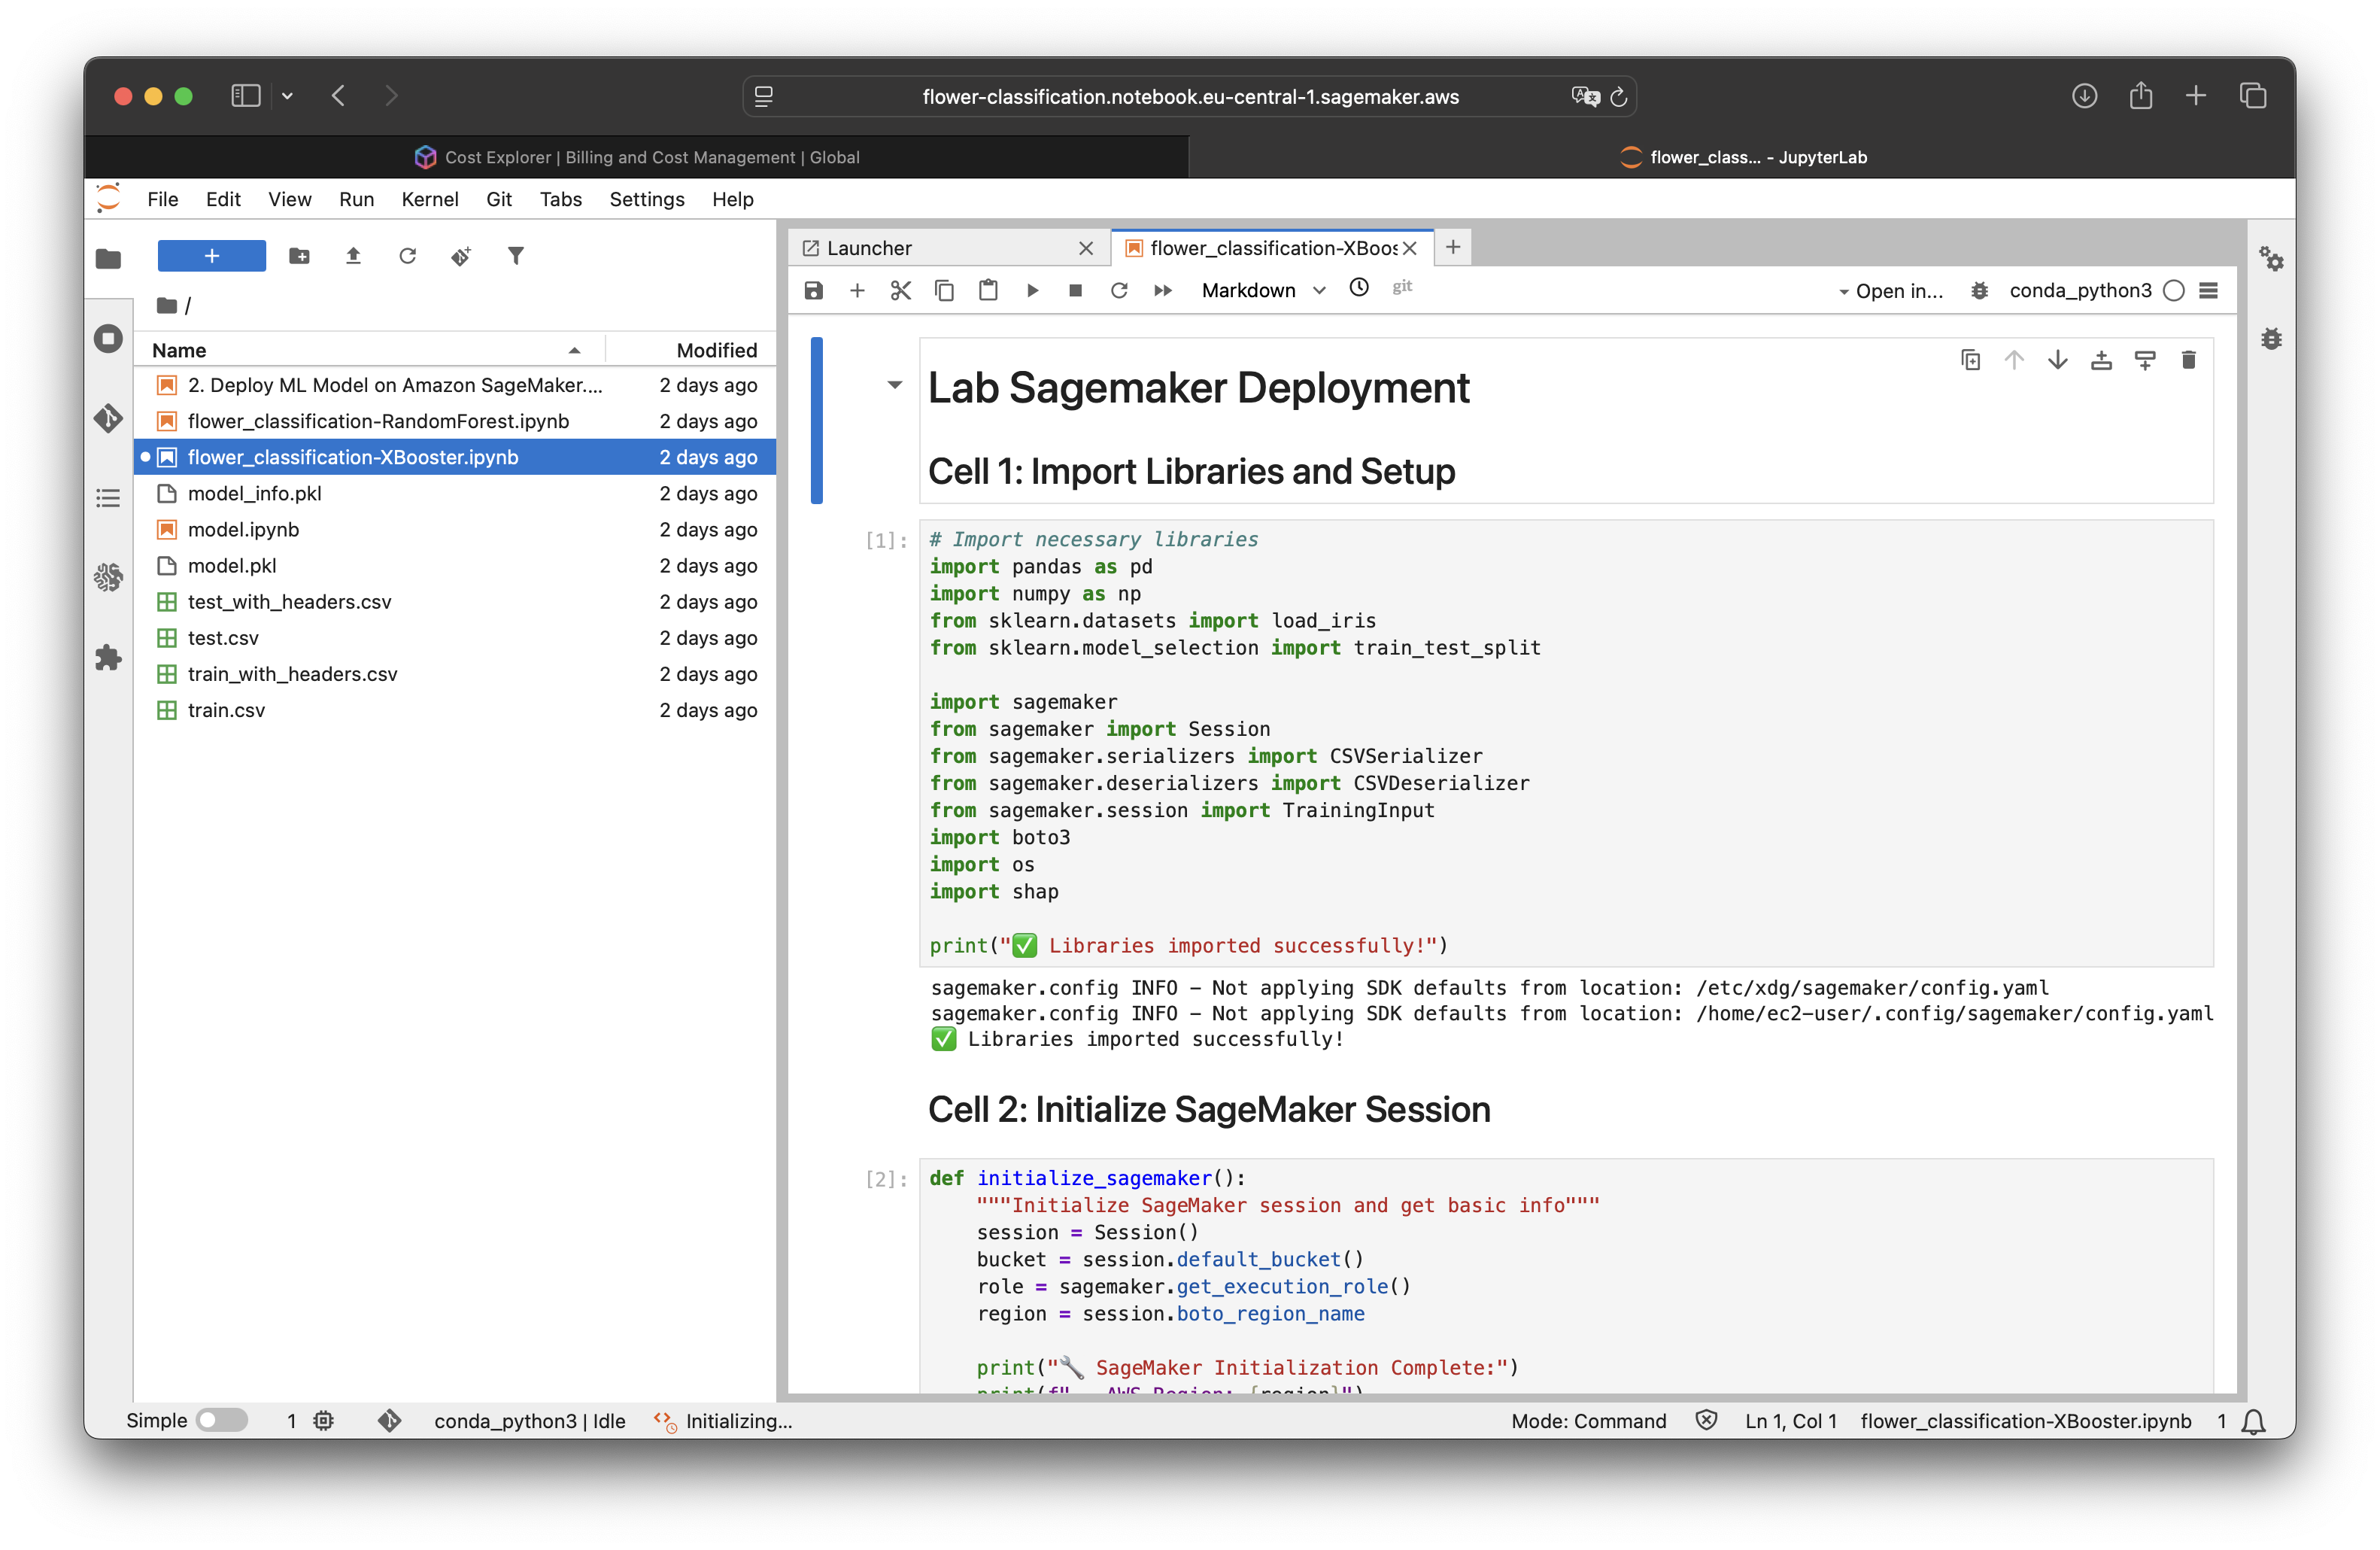 flower-classification.notebook.eu-central-1.sagemaker.aws
Cost Explorer | Billing and Cost Management | Global
flower_class... - JupyterLab
File Edit View Run Kernel Git Tabs Settings Help
/
Name Modified
2. Deploy ML Model on Amazon SageMaker.... 2 days ago
flower_classification-RandomForest.ipynb 2 days ago
flower_classification-XBooster.ipynb 2 days ago
model_info.pkl 2 days ago
model.ipynb 2 days ago
model.pkl 2 days ago
test_with_headers.csv 2 days ago
test.csv 2 days ago
train_with_headers.csv 2 days ago
train.csv 2 days ago
Launcher
flower_classification-XBoos
Markdown git Open in... conda_python3
Lab Sagemaker Deployment
Cell 1: Import Libraries and Setup
[1]:
# Import necessary libraries
import pandas as pd
import numpy as np
from sklearn.datasets import load_iris
from sklearn.model_selection import train_test_split
import sagemaker
from sagemaker import Session
from sagemaker.serializers import CSVSerializer
from sagemaker.deserializers import CSVDeserializer
from sagemaker.session import TrainingInput
import boto3
import os
import shap
print("✅ Libraries imported successfully!")
sagemaker.config INFO - Not applying SDK defaults from location: /etc/xdg/sagemaker/config.yaml
sagemaker.config INFO - Not applying SDK defaults from location: /home/ec2-user/.config/sagemaker/config.yaml
✅ Libraries imported successfully!
Cell 2: Initialize SageMaker Session
[2]:
def initialize_sagemaker():
"""Initialize SageMaker session and get basic info"""
session = Session()
bucket = session.default_bucket()
role = sagemaker.get_execution_role()
region = session.boto_region_name
print("🔧 SageMaker Initialization Complete:")
print(f" AWS Region: {region}")
Simple 1 conda_python3 | Idle Initializing... Mode: Command Ln 1, Col 1 flower_classification-XBooster.ipynb 1